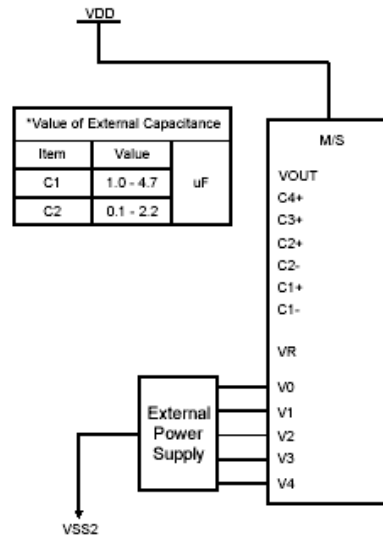 VDD
*Value of External Capacitance
Item Value
C1 1.0 - 4.7 uF
C2 0.1 - 2.2
M/S
VOUT
C4+
C3+
C2+
C2-
C1+
C1-
VR
V0
V1
V2
V3
V4
External
Power
Supply
VSS2